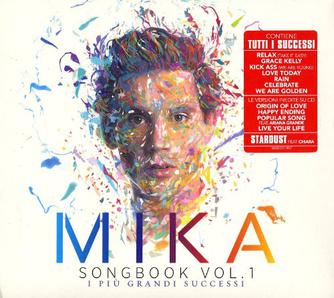 CONTIENE
TUTTI I SUCCESSI
RELAX (TAKE IT EASY)
GRACE KELLY
KICK ASS (WE ARE YOUNG)
LOVE TODAY
RAIN
CELEBRATE
WE ARE GOLDEN
LE VERSIONI INEDITE SU CD
ORIGIN OF LOVE
HAPPY ENDING
POPULAR SONG
FEAT. ARIANA GRANDE
LIVE YOUR LIFE
STARDUST FEAT. CHIARA
MIKA
SONGBOOK VOL.1
I PIÙ GRANDI SUCCESSI